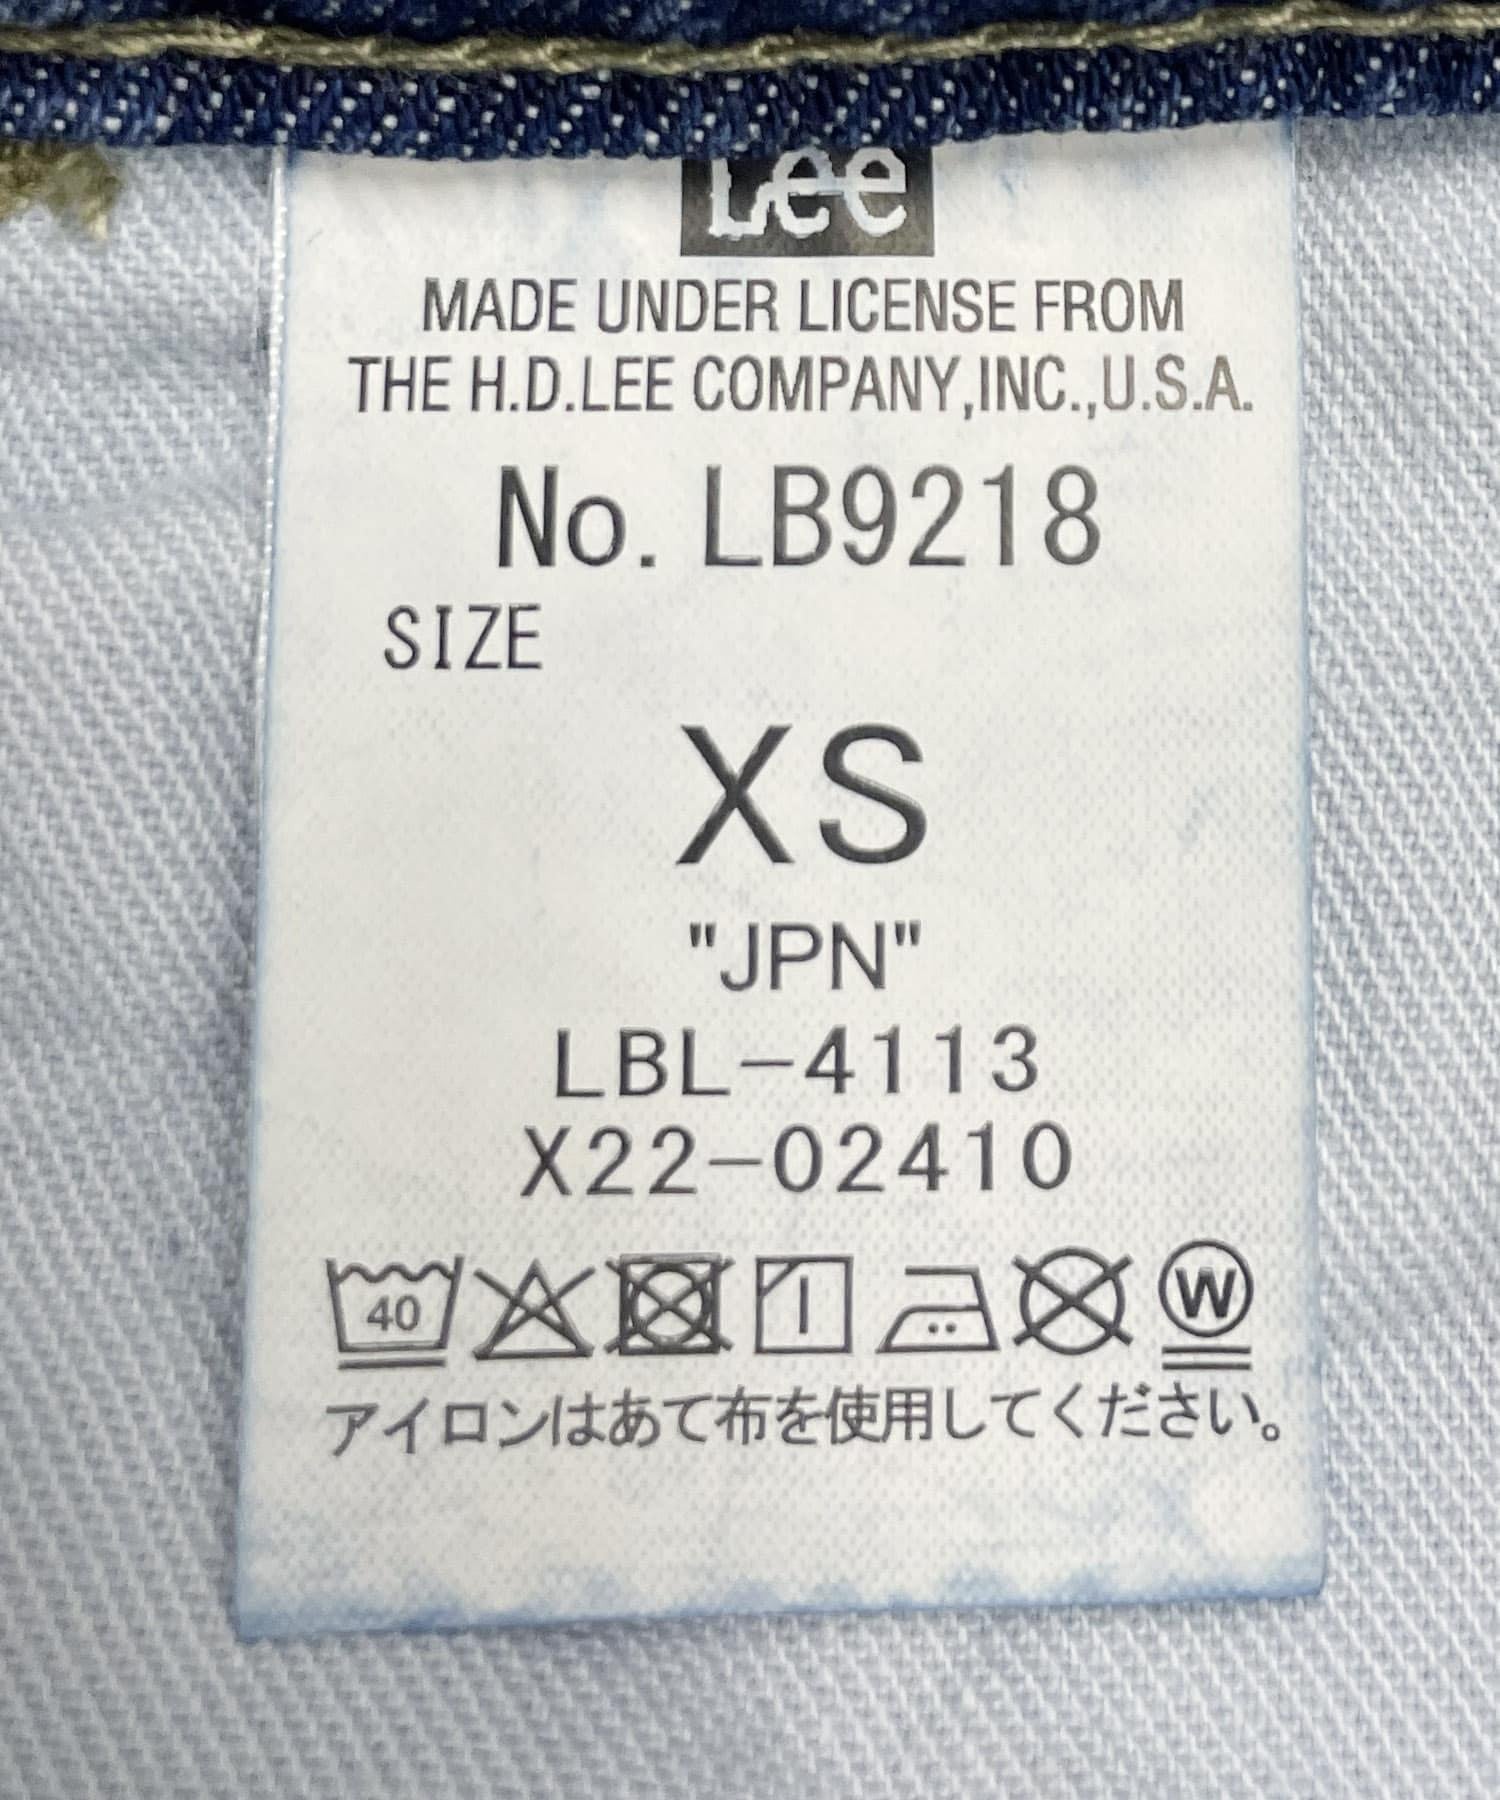 Lee
MADE UNDER LICENSE FROM
THE H.D.LEE COMPANY,INC.,U.S.A.
No. LB9218
SIZE
XS
"JPN"
LBL-4113
X22-02410
40
W
アイロンはあて布を使用してください。